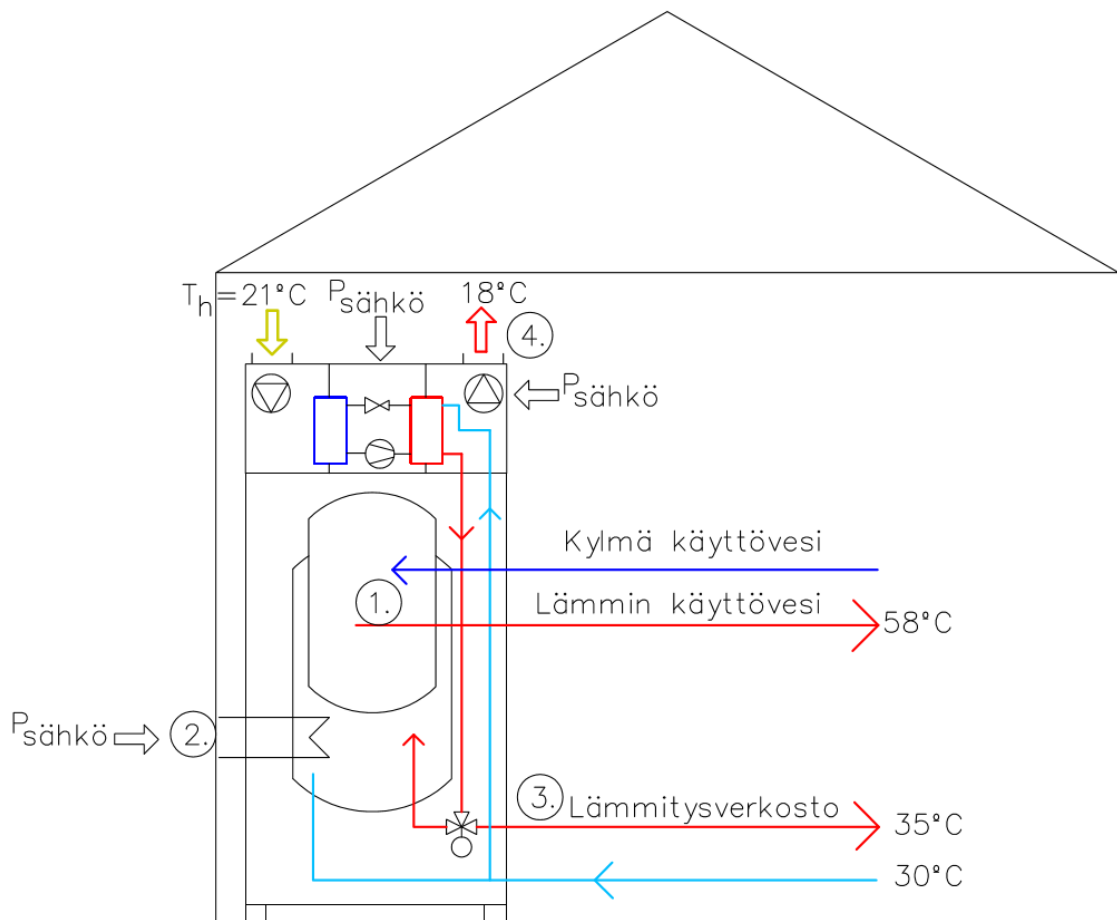 Th=21°C
Psähkö
18°C
4.
Psähkö
Kylmä käyttövesi
1.
Lämmin käyttövesi
58°C
Psähkö
2.
3.
Lämmitysverkosto
35°C
30°C